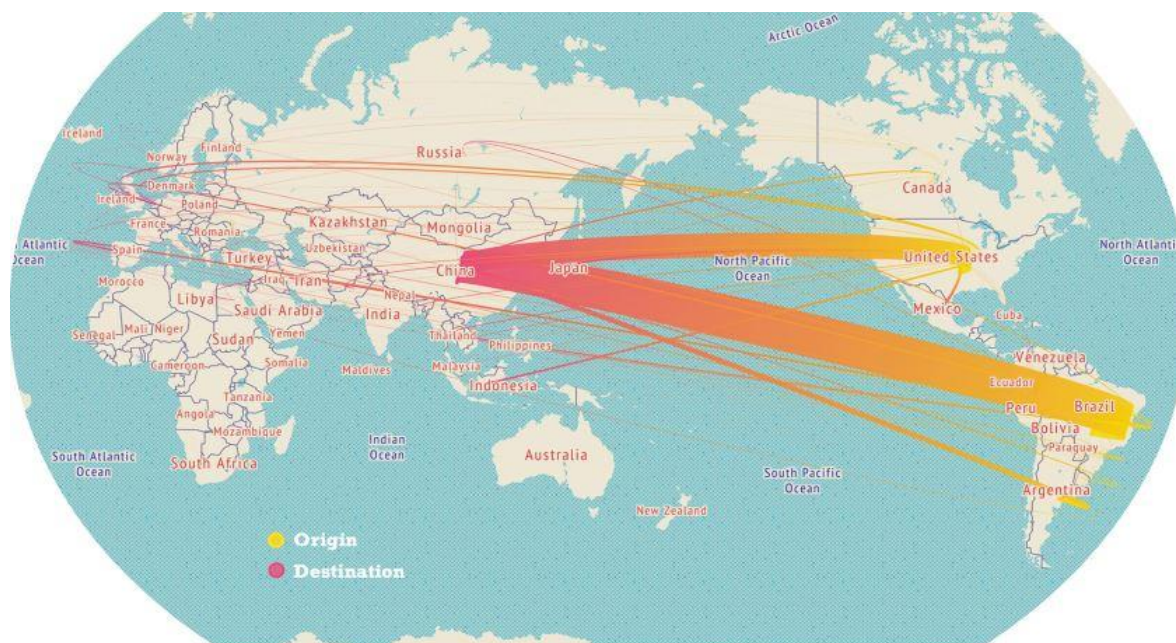 Arctic Ocean
Iceland
Norway
Finland
Russia
Canada
Denmark
Ireland
Poland
France
Romania
Kazakhstan
Mongolia
Atlantic
Ocean
Spain
Turkey
Uzbekistan
China
Japan
North Pacific
Ocean
United States
North Atlantic
Ocean
Morocco
Libya
Iraq
Iran
Nepal
Saudi Arabia
India
Mexico
Cuba
Senegal
Mali
Niger
Sudan
Yemen
Thailand
Philippines
Cameroon
Somalia
Maldives
Malaysia
Venezuela
Indonesia
Ecuador
Tanzania
Peru
Brazil
Angola
Mozambique
Bolivia
Paraguay
South Atlantic
Ocean
South Africa
Indian
Ocean
Australia
South Pacific
Ocean
Argentina
New Zealand
Origin
Destination